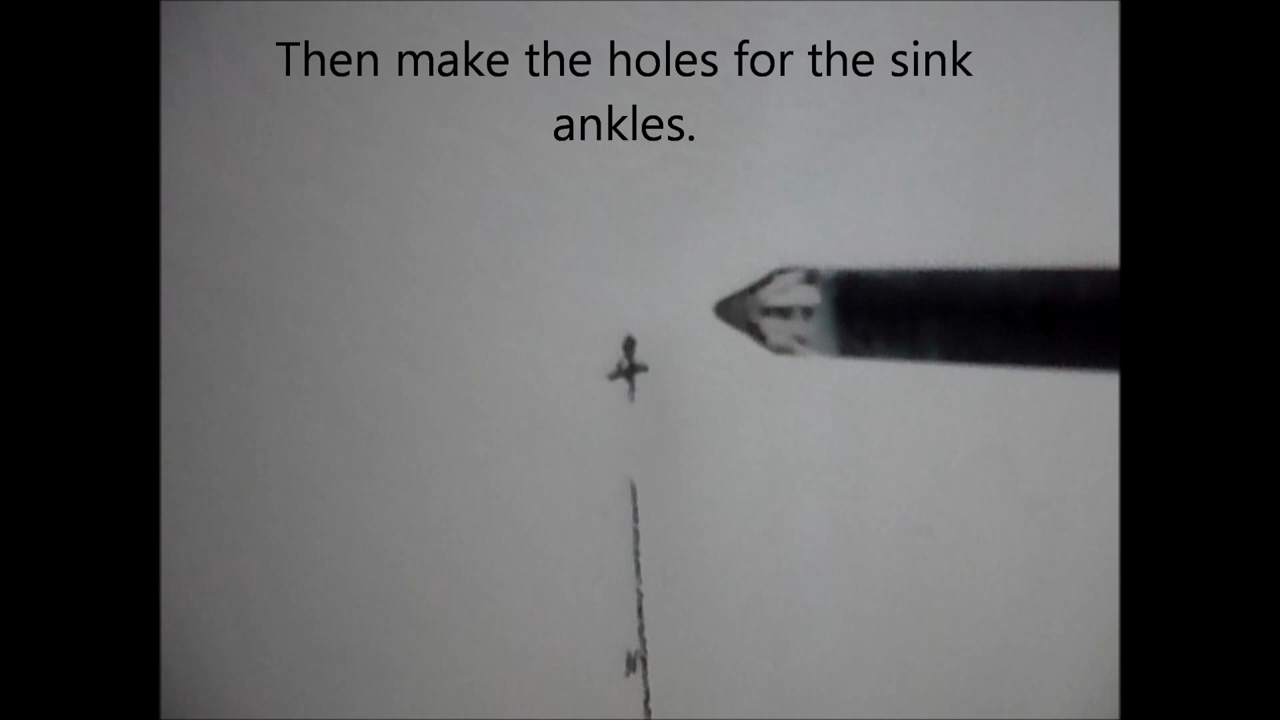 Then make the holes for the sink
ankles.